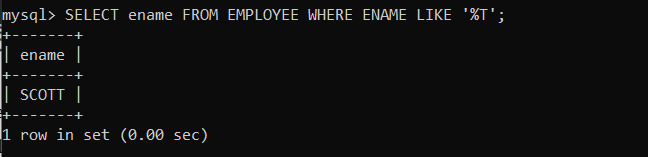 mysql> SELECT ename FROM EMPLOYEE WHERE ENAME LIKE '%T';
+-------+
| ename |
+-------+
| SCOTT |
+-------+
1 row in set (0.00 sec)